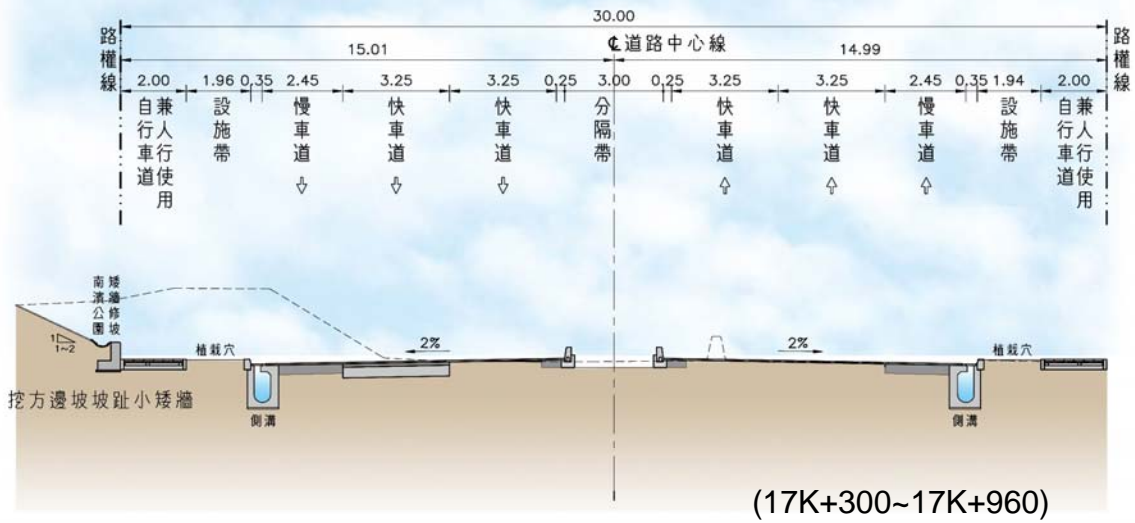 30.00
路權線
15.01
℄道路中心線
14.99
路權線
2.00
1.96
0.35
2.45
3.25
3.25
0.25
3.00
0.25
3.25
3.25
2.45
0.35
1.94
2.00
兼人行使用
自行車道
設施帶
慢車道
快車道
快車道
分隔帶
快車道
快車道
慢車道
設施帶
兼人行使用
自行車道
矮牆修坡
南濱公園
1
1~2
植栽穴
2%
2%
植栽穴
挖方邊坡坡趾小矮牆
側溝
側溝
(17K+300~17K+960)